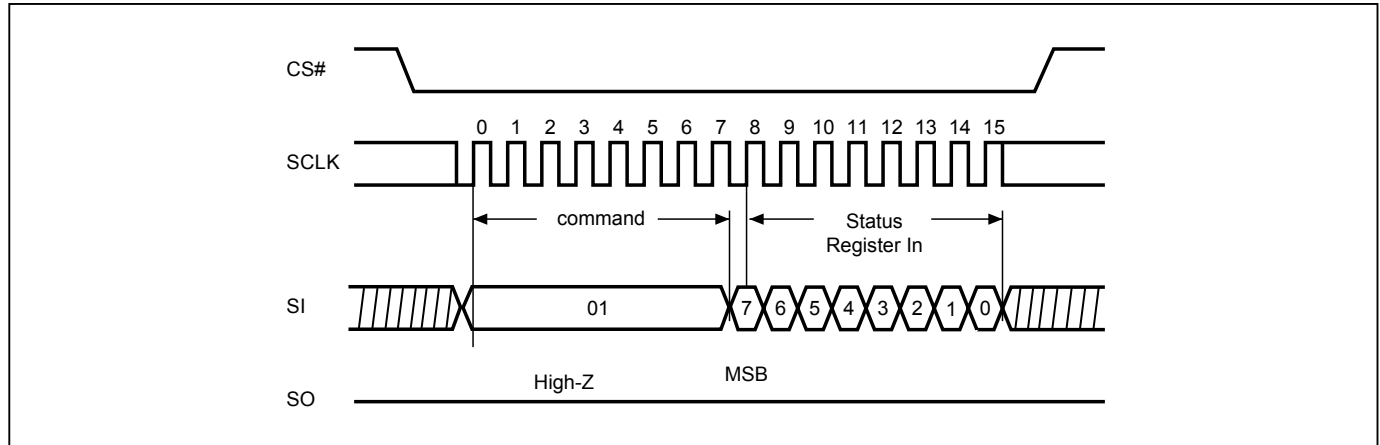 CS#
0 1 2 3 4 5 6 7 8 9 10 11 12 13 14 15
SCLK
command
Status
Register In
SI
01
7 6 5 4 3 2 1 0
High-Z
MSB
SO